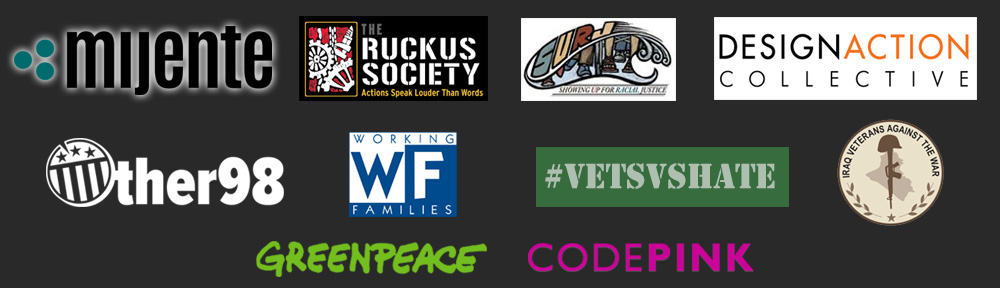 mijente
THE
RUCKUS
SOCIETY
Actions Speak Louder Than Words
SURJ
SHOWING UP FOR RACIAL JUSTICE
DESIGNACTION
COLLECTIVE
Other98
WORKING
WF
FAMILIES
#VETSVSHATE
IRAQ VETERANS AGAINST THE WAR
GREENPEACE
CODEPINK